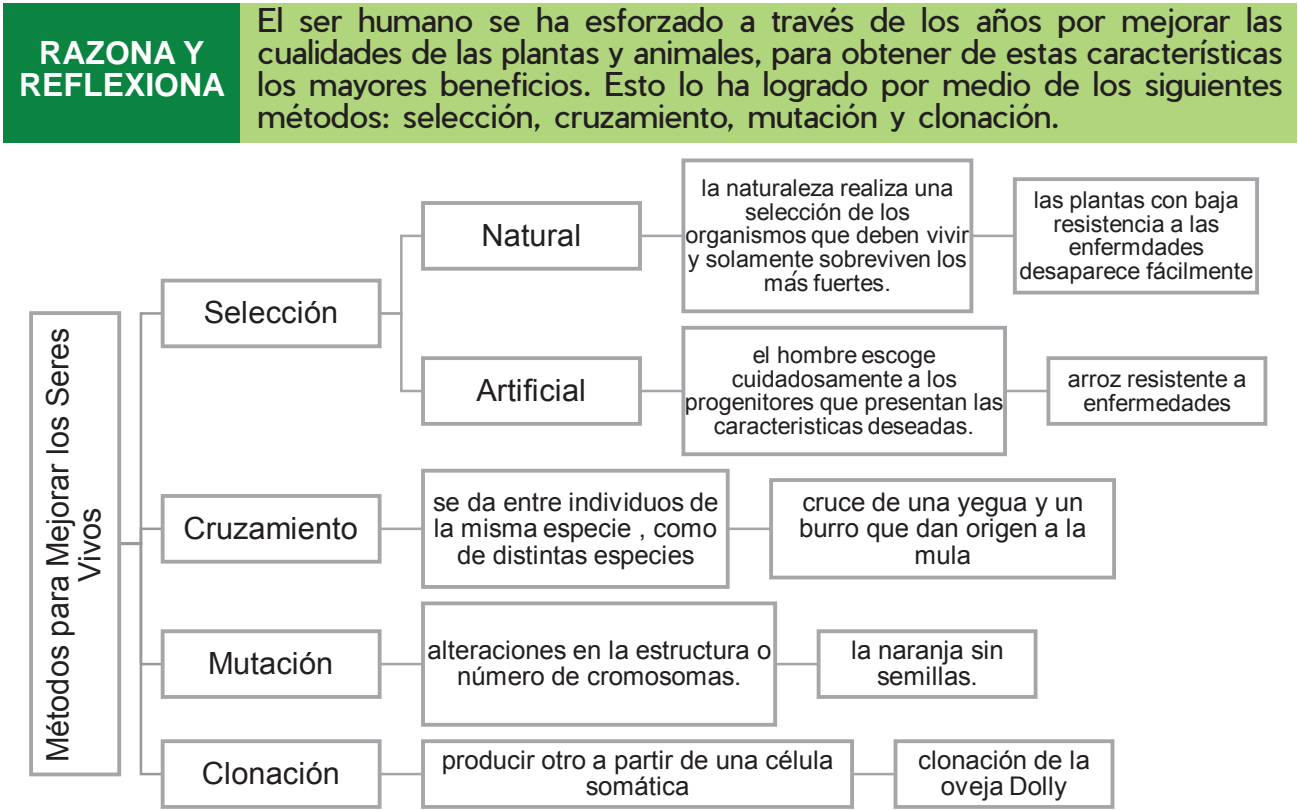 RAZONA Y
REFLEXIONA
El ser humano se ha esforzado a través de los años por mejorar las
cualidades de las plantas y animales, para obtener de estas características
los mayores beneficios. Esto lo ha logrado por medio de los siguientes
métodos: selección, cruzamiento, mutación y clonación.
Métodos para Mejorar los Seres
Vivos
Selección
Natural
la naturaleza realiza una
selección de los
organismos que deben vivir
y solamente sobreviven los
más fuertes.
las plantas con baja
resistencia a las
enfermdades
desaparece fácilmente
Artificial
el hombre escoge
cuidadosamente a los
progenitores que presentan las
caracteristicas deseadas.
arroz resistente a
enfermedades
Cruzamiento
se da entre individuos de
la misma especie , como
de distintas especies
cruce de una yegua y un
burro que dan origen a la
mula
Mutación
alteraciones en la estructura o
número de cromosomas.
la naranja sin
semillas.
Clonación
producir otro a partir de una célula
somática
clonación de la
oveja Dolly